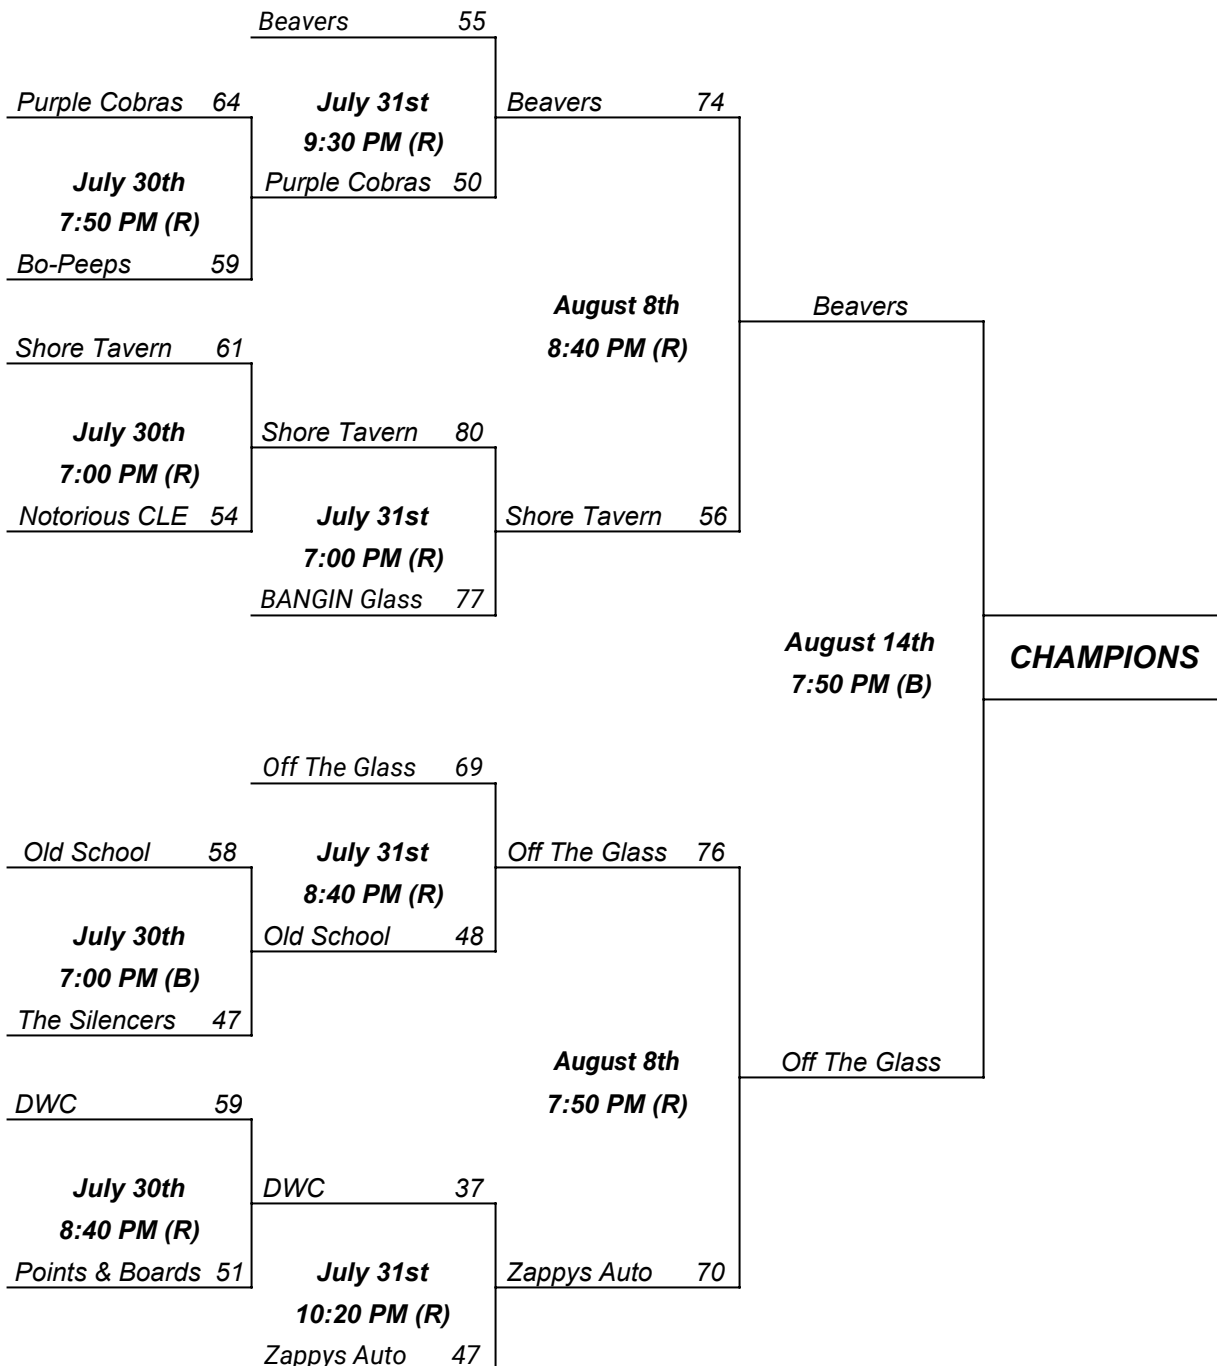 Beavers 55
Purple Cobras 64
July 31st
Beavers 74
9:30 PM (R)
July 30th
Purple Cobras 50
7:50 PM (R)
Bo-Peeps 59
August 8th
Beavers
Shore Tavern 61
8:40 PM (R)
July 30th
Shore Tavern 80
7:00 PM (R)
Notorious CLE 54
July 31st
Shore Tavern 56
7:00 PM (R)
BANGIN Glass 77
August 14th
CHAMPIONS
7:50 PM (B)
Off The Glass 69
Old School 58
July 31st
Off The Glass 76
8:40 PM (R)
July 30th
Old School 48
7:00 PM (B)
The Silencers 47
August 8th
Off The Glass
DWC 59
7:50 PM (R)
July 30th
DWC 37
8:40 PM (R)
Points & Boards 51
July 31st
Zappys Auto 70
10:20 PM (R)
Zappys Auto 47